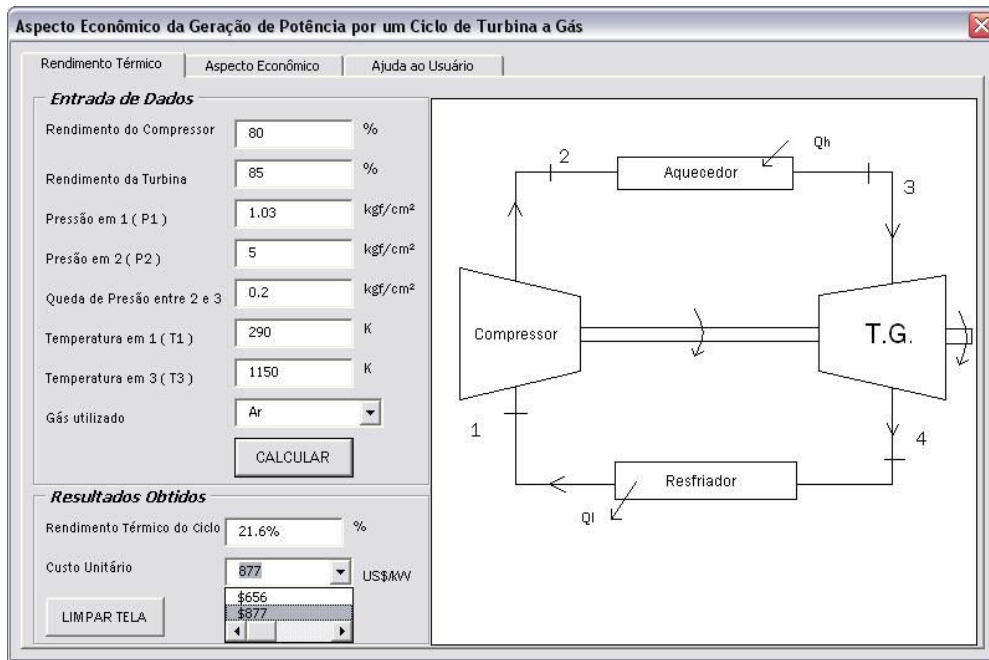 Aspecto Econômico da Geração de Potência por um Ciclo de Turbina a Gás
Rendimento Térmico
Aspecto Econômico
Ajuda ao Usuário
Entrada de Dados
Rendimento do Compressor 80 %
Rendimento da Turbina 85 %
Pressão em 1 ( P1 ) 1.03 kgf/cm²
Presão em 2 ( P2 ) 5 kgf/cm²
Queda de Presão entre 2 e 3 0.2 kgf/cm²
Temperatura em 1 ( T1 ) 290 K
Temperatura em 3 ( T3 ) 1150 K
Gás utilizado Ar
CALCULAR
Resultados Obtidos
Rendimento Térmico do Ciclo 21.6% %
Custo Unitário 877 US$/kW
$656
$877
LIMPAR TELA
2
Aquecedor
Qh
3
Compressor
T.G.
1
4
Resfriador
Ql